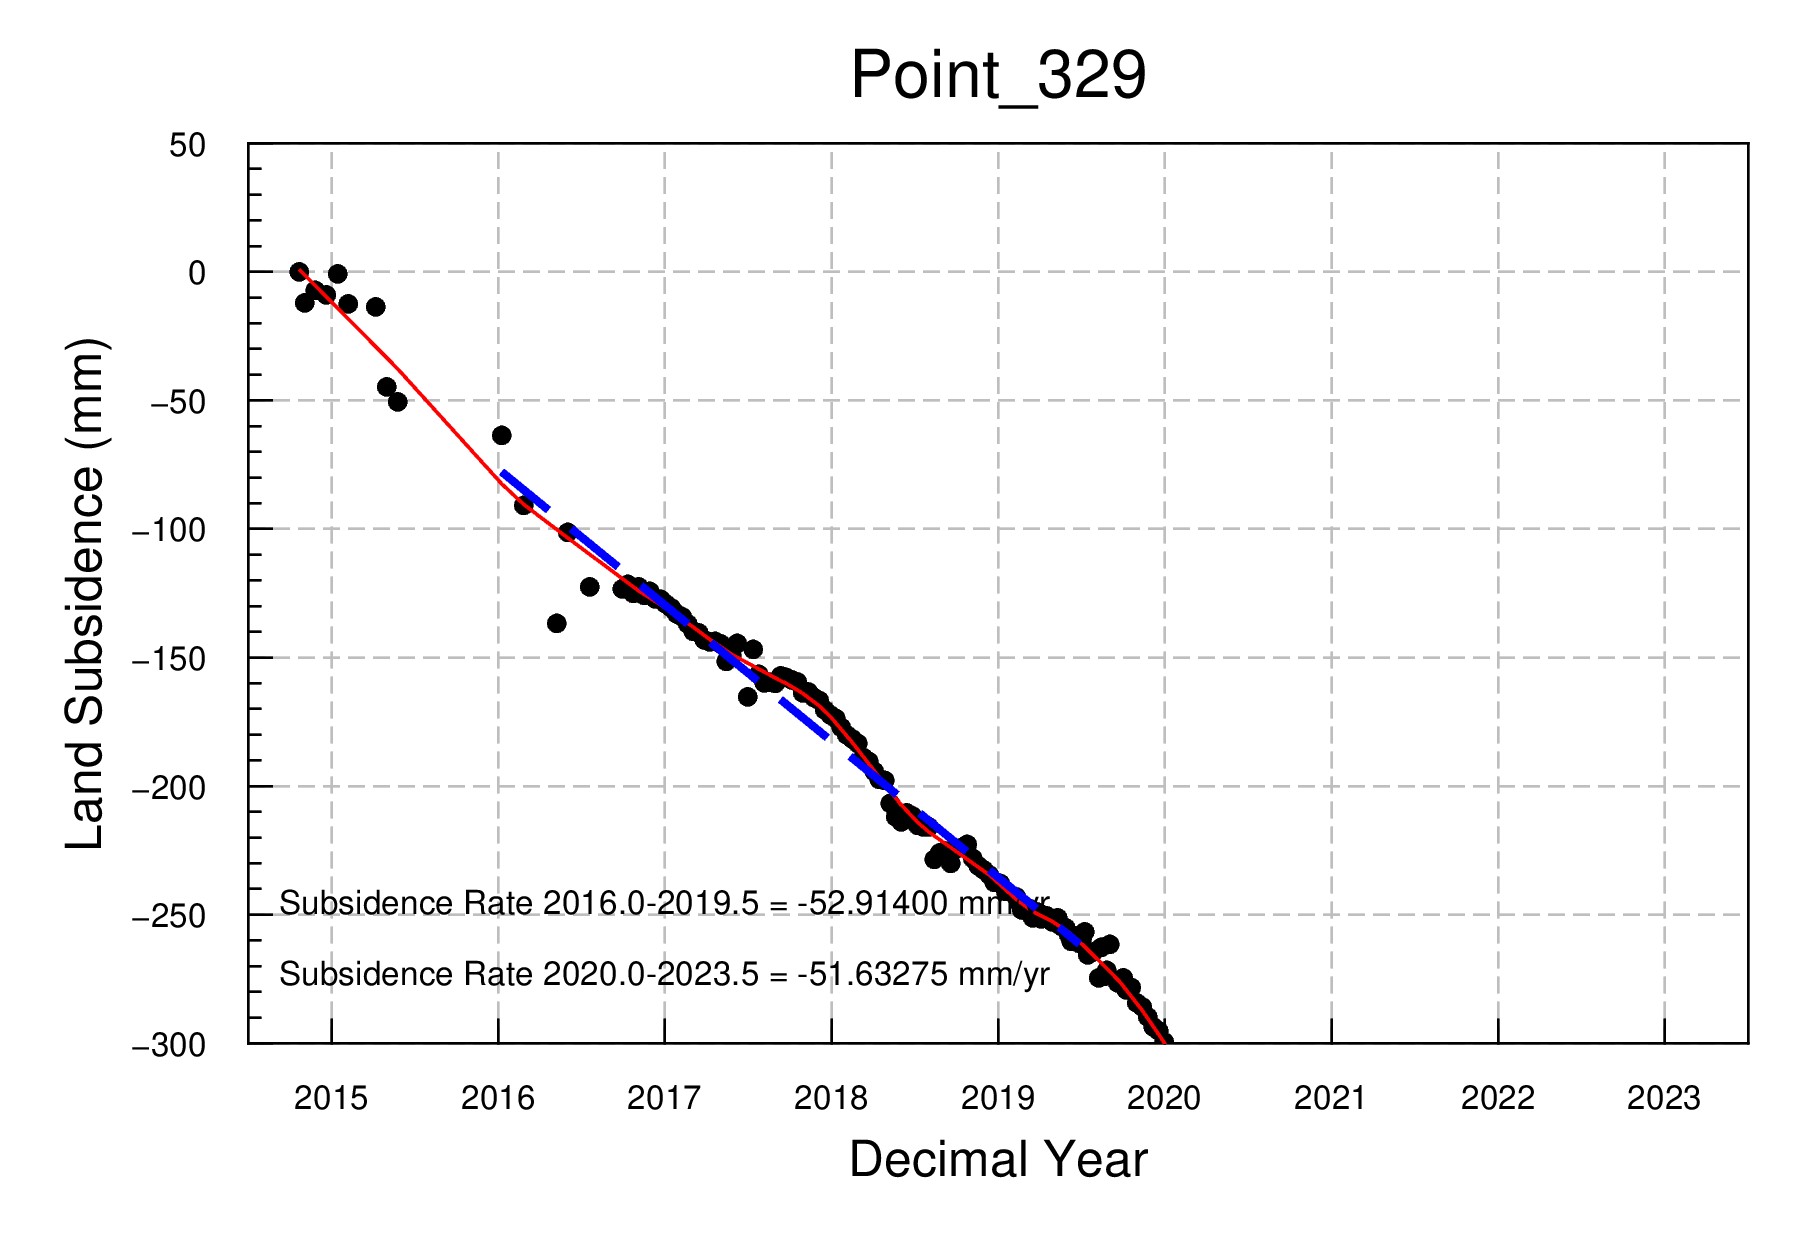 Point_329
50
0
−50
−100
−150
−200
−250
−300
Land Subsidence (mm)
Subsidence Rate 2016.0-2019.5 = -52.91400 mm/yr
Subsidence Rate 2020.0-2023.5 = -51.63275 mm/yr
2015 2016 2017 2018 2019 2020 2021 2022 2023
Decimal Year